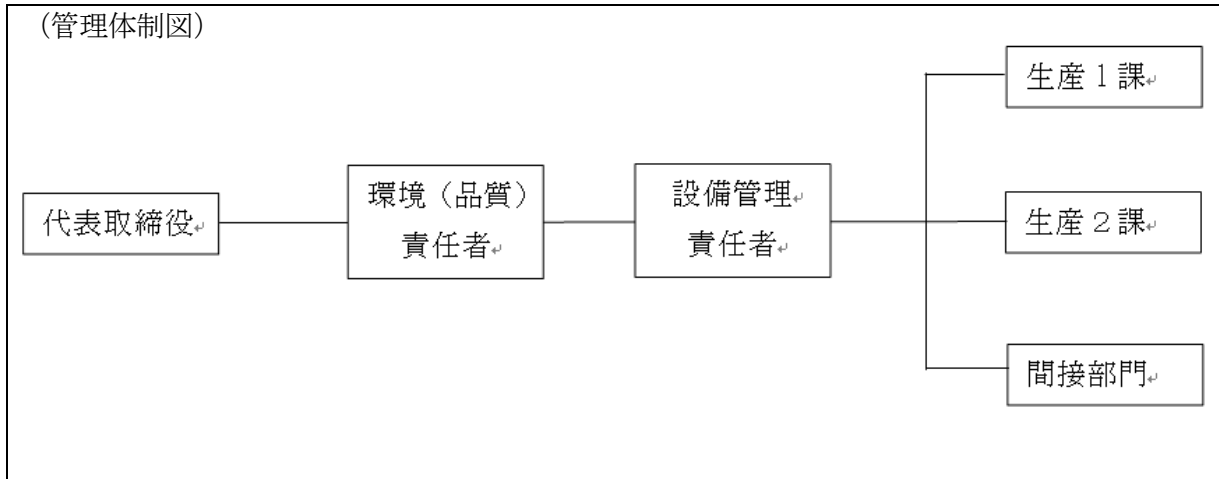 （管理体制図）
生産１課
代表取締役
環境（品質）
責任者
設備管理
責任者
生産２課
間接部門